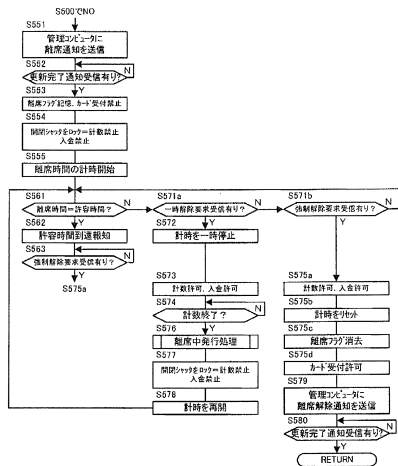 S500でNO
S551
管理コンピュータに
離席通知を送信
S552
更新完了通知受信有り?
N
Y
S553
離席フラグ記憶、カード受付禁止
S554
開閉シャッタをロック=計数禁止
入金禁止
S555
離席時間の計時開始
S561
離席時間=許容時間?
N
Y
S562
許容時間到達報知
S563
強制解除要求受信有り?
N
Y
S575a
S571a
一時解除要求受信有り?
N
Y
S572
計時を一時停止
S573
計数許可、入金許可
S574
計数終了?
N
Y
S576
離席中発行処理
S577
開閉シャッタをロック=計数禁止
入金禁止
S578
計時を再開
S571b
強制解除要求受信有り?
N
Y
S575a
計数許可、入金許可
S575b
計時をリセット
S575c
離席フラグ消去
S575d
カード受付許可
S579
管理コンピュータに
離席解除通知を送信
S580
更新完了通知受信有り?
N
Y
RETURN